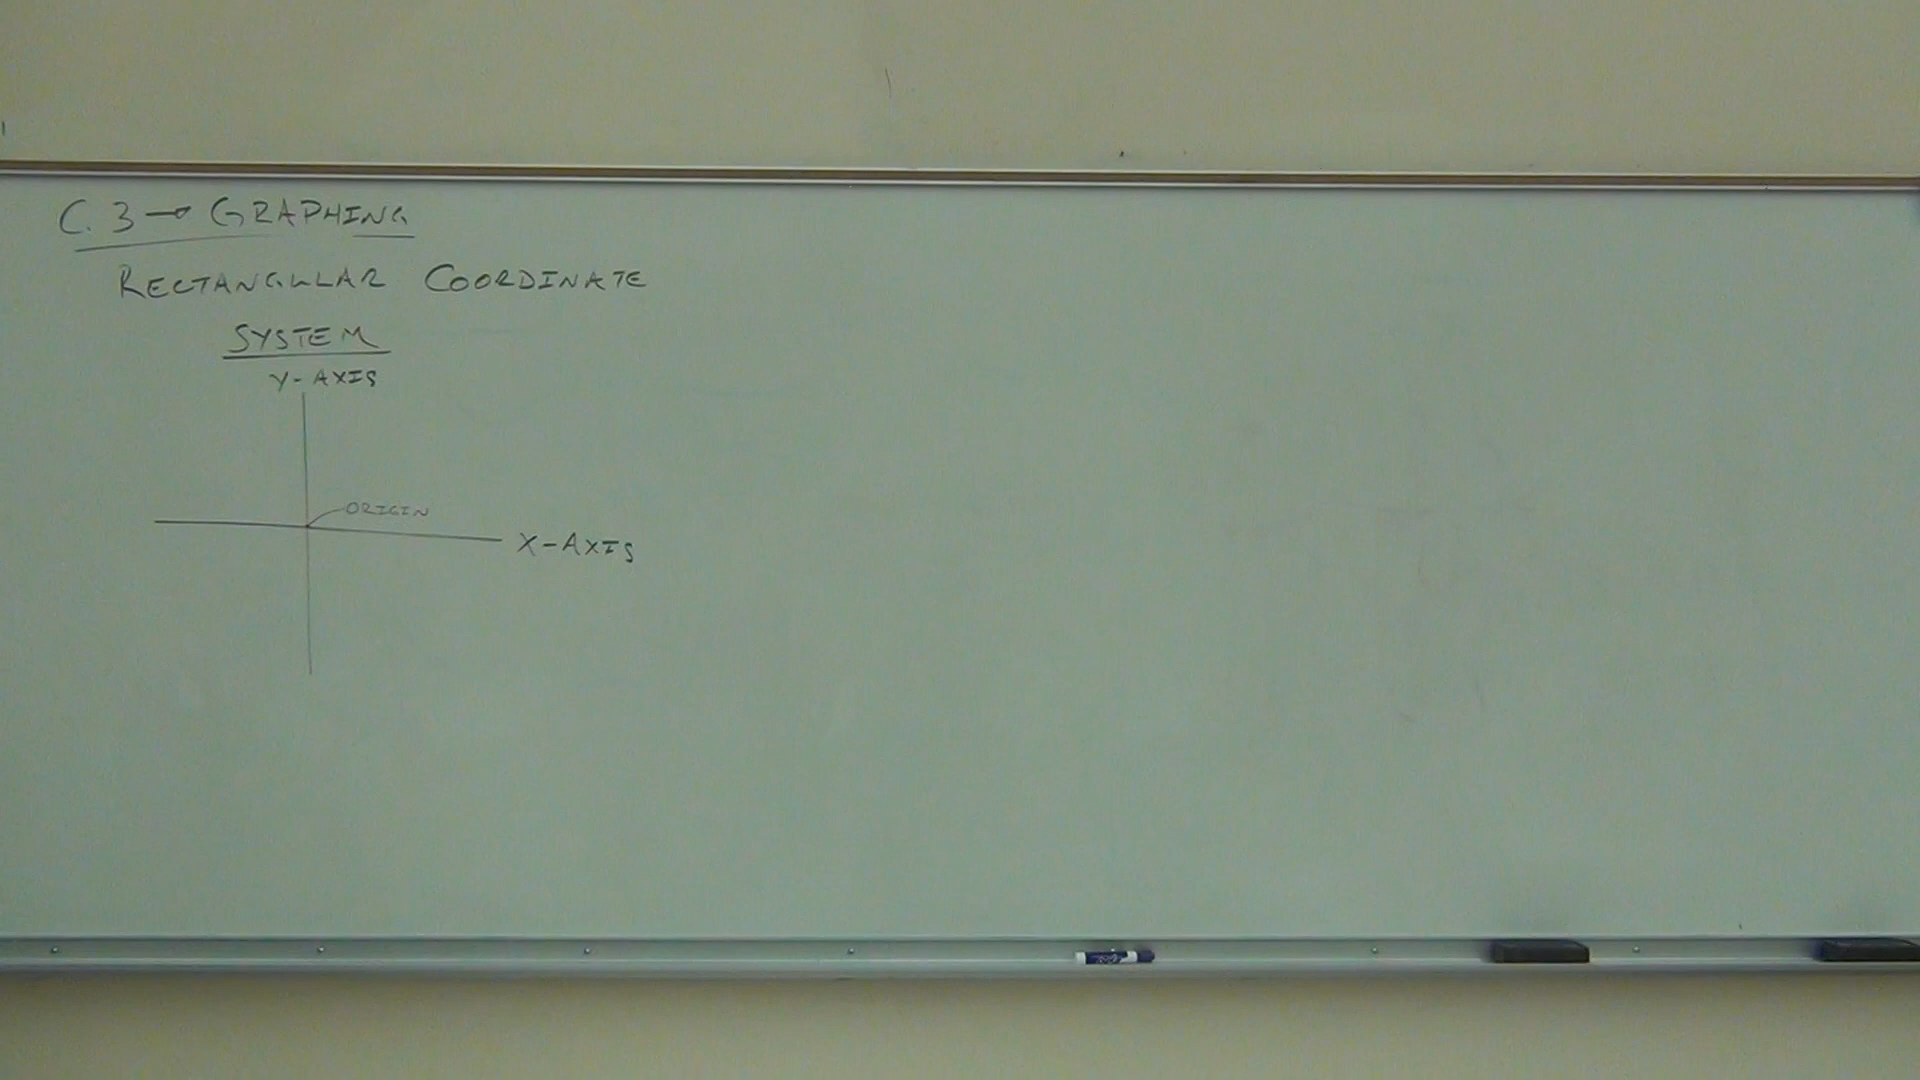 C.3 → GRAPHING
RECTANGULAR COORDINATE
SYSTEM
Y-AXIS
ORIGIN
X-AXIS